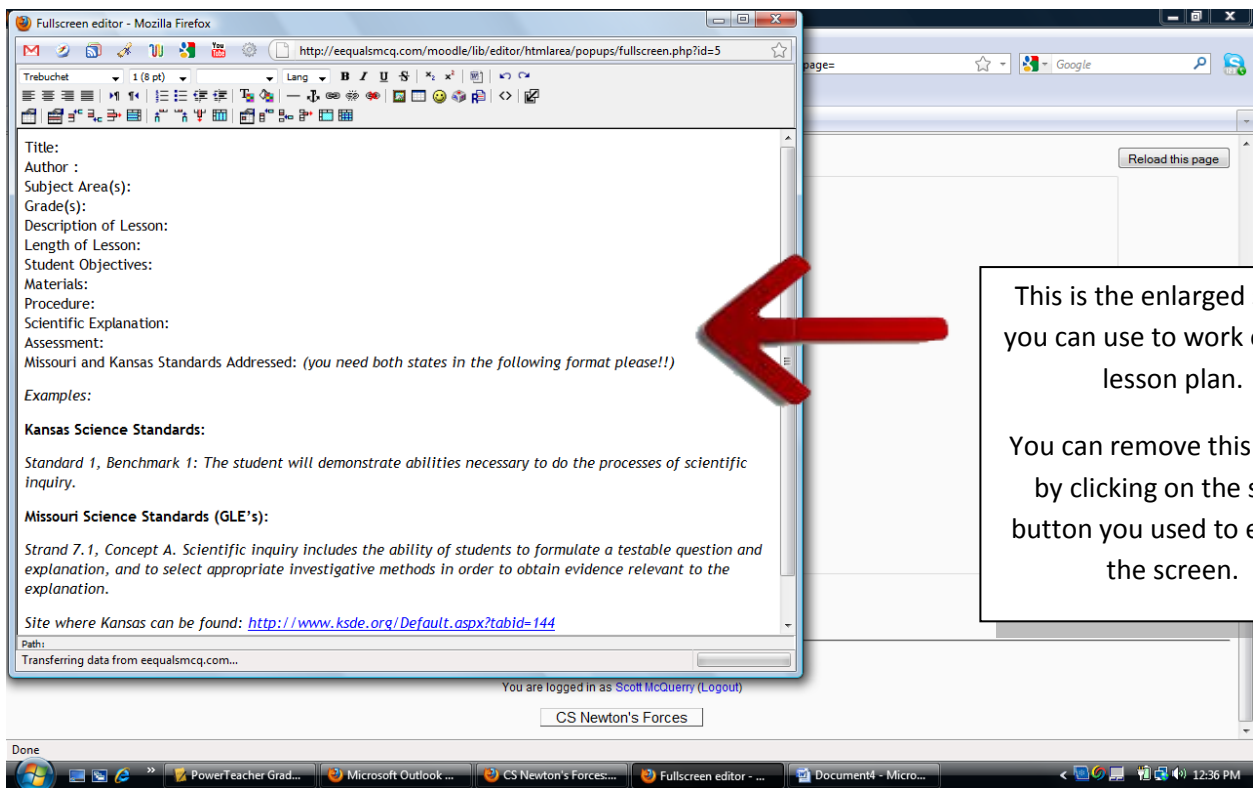 Fullscreen editor - Mozilla Firefox
http://eequalsmcq.com/moodle/lib/editor/htmlarea/popups/fullscreen.php?id=5
page=
Google
Trebuchet 1 (8 pt) Lang B I U S
Title:
Author :
Subject Area(s):
Grade(s):
Description of Lesson:
Length of Lesson:
Student Objectives:
Materials:
Procedure:
Scientific Explanation:
Assessment:
Missouri and Kansas Standards Addressed: (you need both states in the following format please!!)
Examples:
Kansas Science Standards:
Standard 1, Benchmark 1: The student will demonstrate abilities necessary to do the processes of scientific
inquiry.
Missouri Science Standards (GLE's):
Strand 7.1, Concept A. Scientific inquiry includes the ability of students to formulate a testable question and
explanation, and to select appropriate investigative methods in order to obtain evidence relevant to the
explanation.
Site where Kansas can be found: http://www.ksde.org/Default.aspx?tabid=144
Path:
Transferring data from eequalsmcq.com...
Reload this page
This is the enlarged
you can use to work
lesson plan.
You can remove this
by clicking on the
button you used to
the screen.
You are logged in as Scott McQuerry (Logout)
CS Newton's Forces
Done
PowerTeacher Grad... Microsoft Outlook ... CS Newton's Forces:... Fullscreen editor - ... Document4 - Micro... 12:36 PM